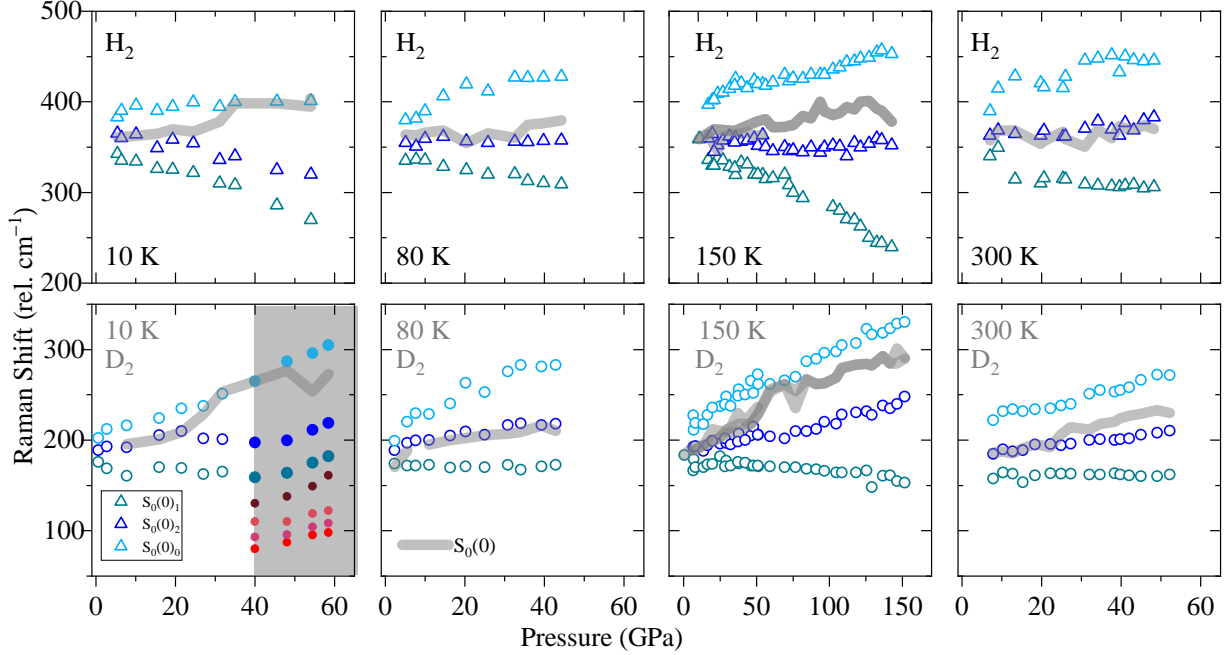 500
400
300
200
Raman Shift (rel. cm⁻¹)
H₂
10 K
H₂
80 K
H₂
150 K
H₂
300 K
300
200
100
10 K
D₂
S₀(0)₁
S₀(0)₂
S₀(0)₀
80 K
D₂
S₀(0)
150 K
D₂
300 K
D₂
0 20 40 60 0 20 40 60 0 50 100 150 0 20 40 60
Pressure (GPa)